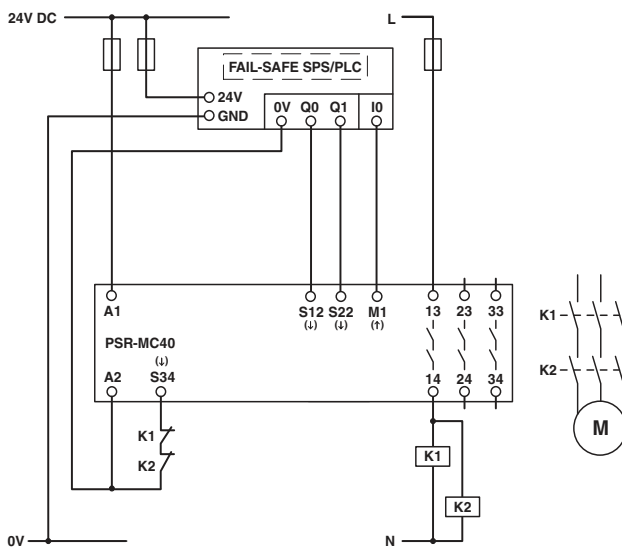 24V DC
L
FAIL-SAFE SPS/PLC
24V
GND
0V Q0 Q1 I0
A1
S12 S22 M1 13 23 33
(↓) (↓) (↑)
PSR-MC40
(↓)
A2 S34
14 24 34
K1
K2
K1
K2
K1
K2
M
0V
N